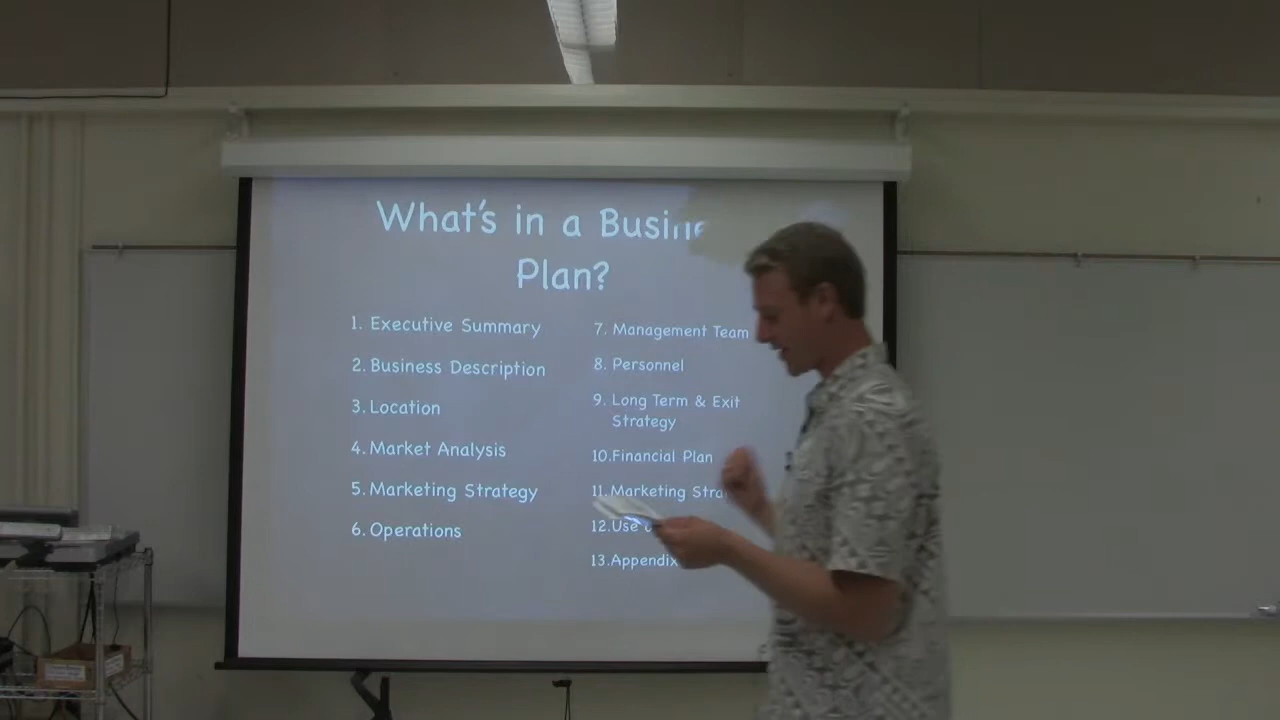 What's in a
Plan?
1. Executive Summary
2. Business Description
3. Location
4. Market Analysis
5. Marketing Strategy
6. Operations
7. Management Team
8. Personnel
9. Long Term & Exit
Strategy
10. Financial Plan
11. Marketing
12. Use
13. Appendix